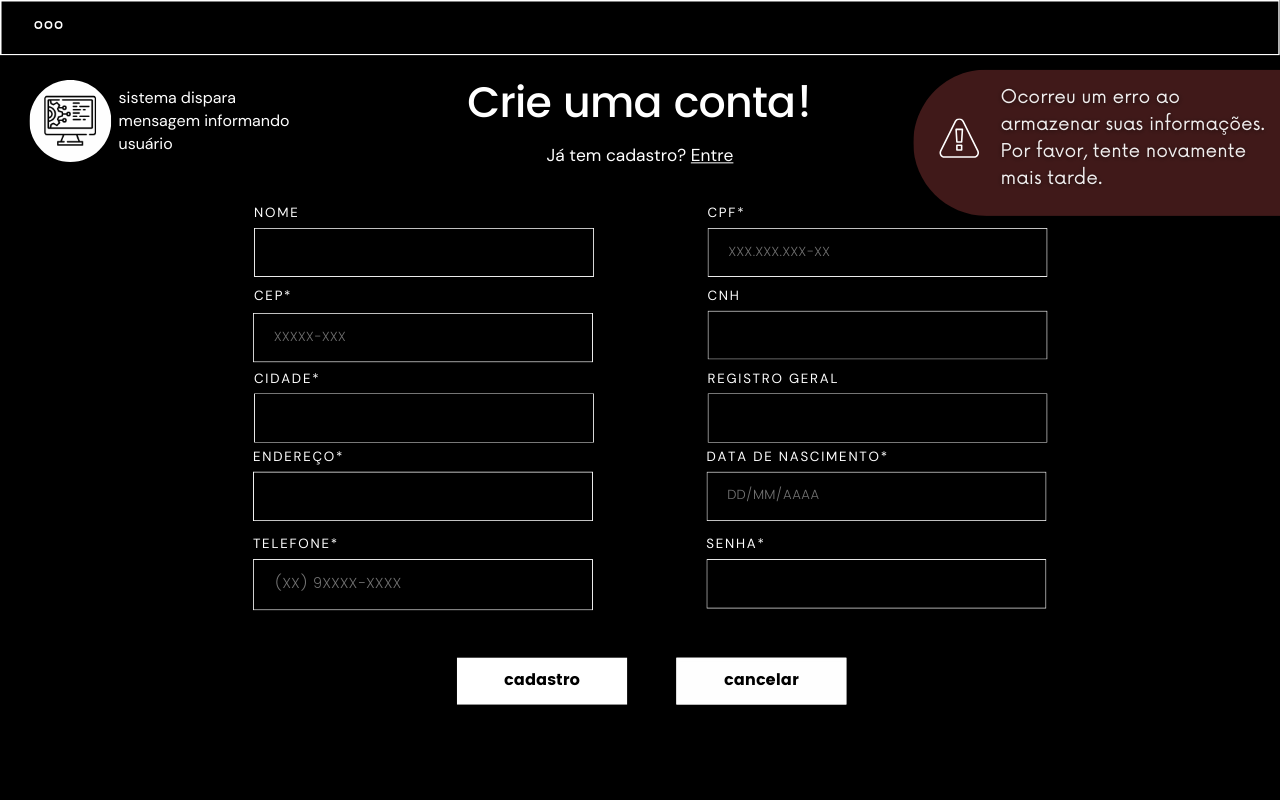 sistema dispara
mensagem informando
usuário
Crie uma conta!
Já tem cadastro? Entre
Ocorreu um erro ao
armazenar suas informações.
Por favor, tente novamente
mais tarde.
NOME
CPF*
XXX.XXX.XXX-XX
CEP*
CNH
XXXXX-XXX
CIDADE*
REGISTRO GERAL
ENDEREÇO*
DATA DE NASCIMENTO*
DD/MM/AAAA
TELEFONE*
SENHA*
(XX) 9XXXX-XXXX
cadastro
cancelar